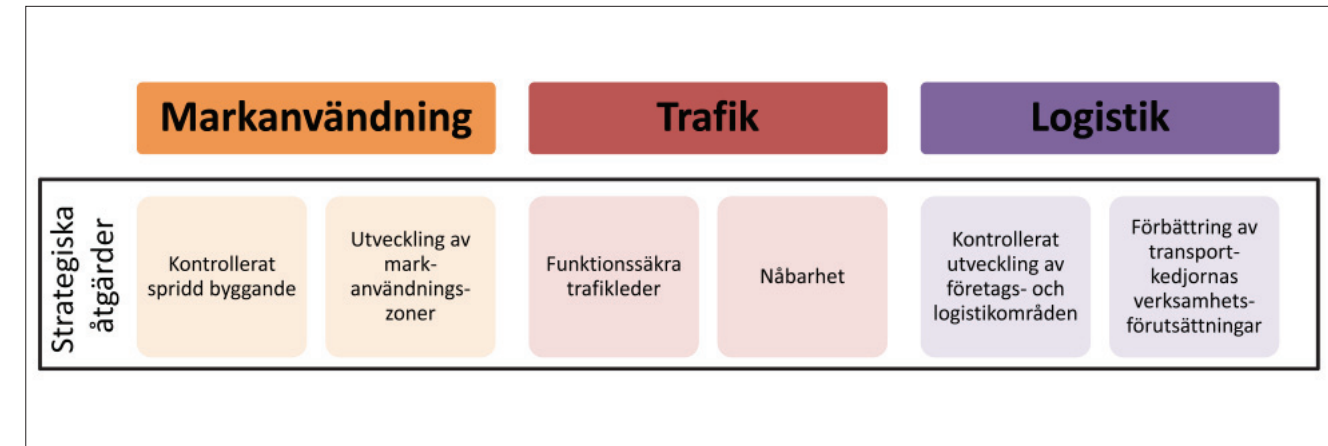 Markanvändning
Trafik
Logistik
Strategiska
åtgärder
Kontrollerat
spridd byggande
Utveckling av
mark-
användnings-
zoner
Funktionssäkra
trafikleder
Nåbarhet
Kontrollerat
utveckling av
företags- och
logistikområden
Förbättring av
transport-
kedjornas
verksamhets-
förutsättningar